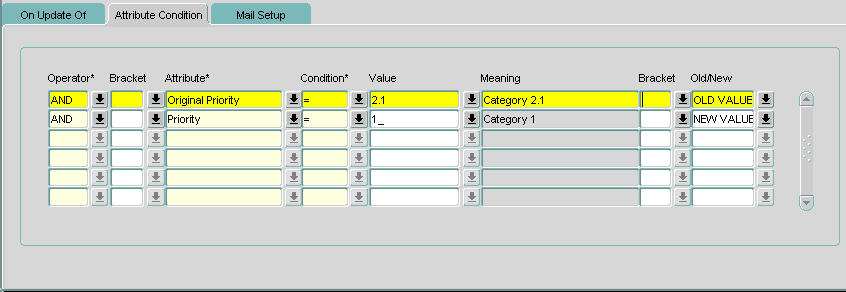 On Update Of Attribute Condition Mail Setup
Operator* Bracket Attribute* Condition* Value Meaning Bracket Old/New
AND Original Priority = 2.1 Category 2.1 OLD VALUE
AND Priority = 1_ Category 1 NEW VALUE